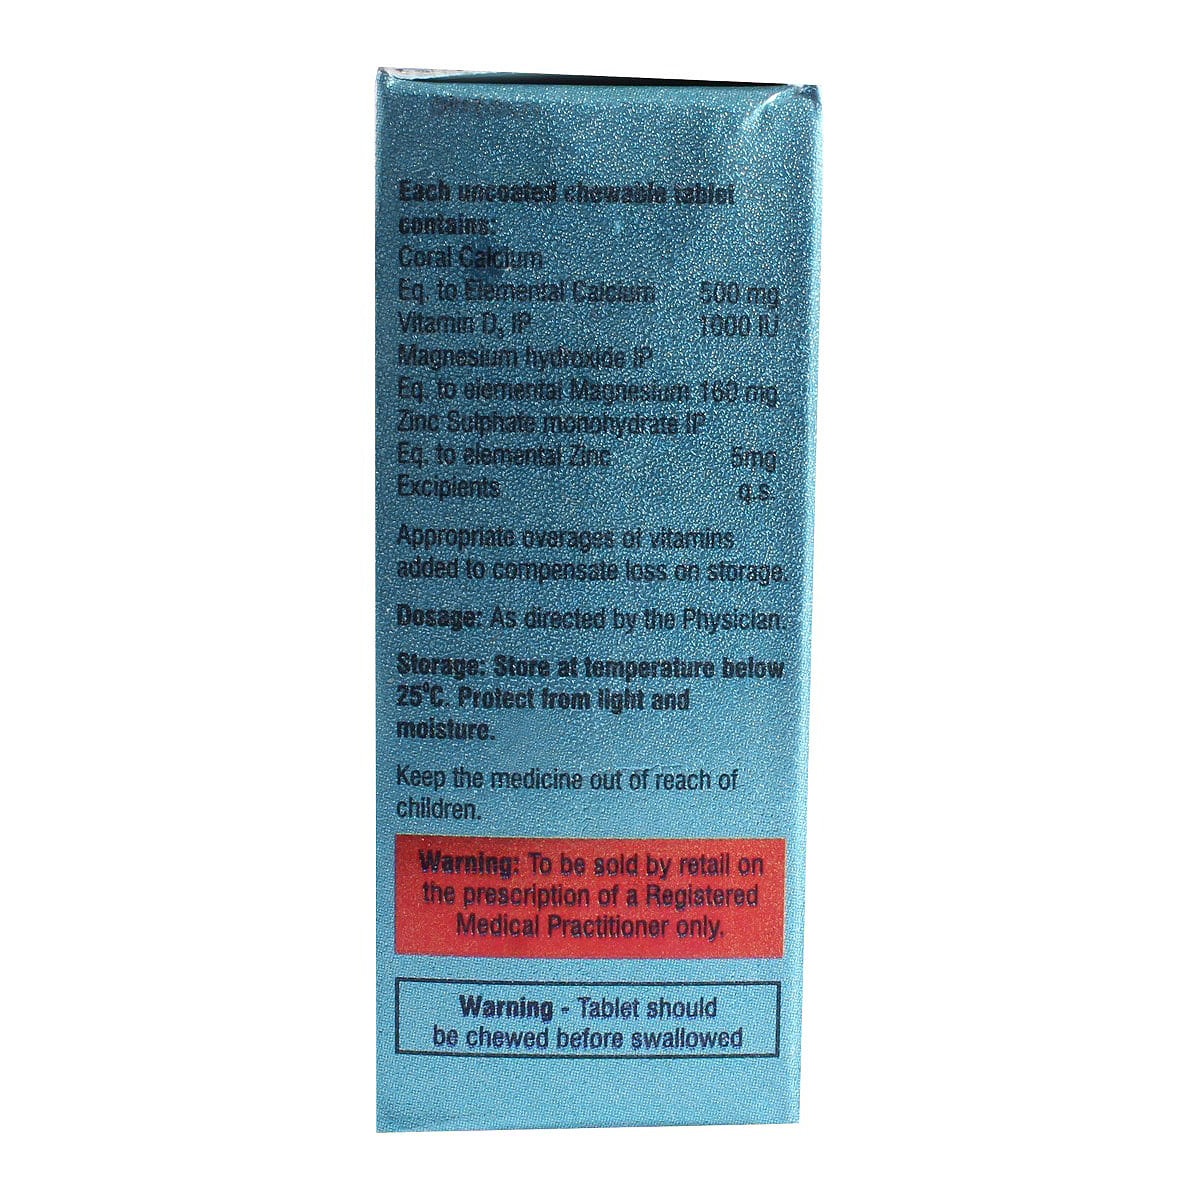 Each uncoated chewable tablet
contains:
Coral Calcium
Eq. to Elemental Calcium 500 mg
Vitamin D₃ IP 1000 IU
Magnesium hydroxide IP
Eq. to elemental Magnesium 160 mg
Zinc Sulphate monohydrate IP
Eq. to elemental Zinc 5mg
Excipients q.s.
Appropriate overages of vitamins
added to compensate loss on storage.
Dosage: As directed by the Physician.
Storage: Store at temperature below
25°C. Protect from light and
moisture.
Keep the medicine out of reach of
children.
Warning: To be sold by retail on
the prescription of a Registered
Medical Practitioner only.
Warning - Tablet should
be chewed before swallowed